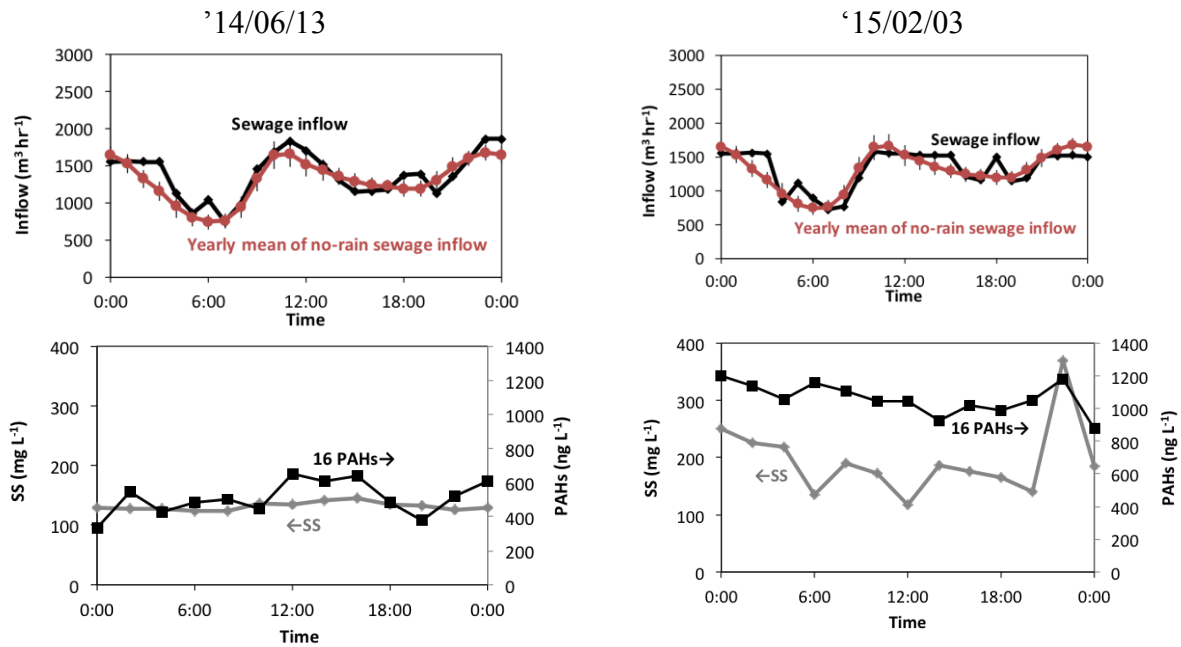 ’14/06/13
‘15/02/03
3000
2500
2000
1500
1000
500
0
Inflow (m³ hr⁻¹)
Sewage inflow
Yearly mean of no-rain sewage inflow
0:00 6:00 12:00 18:00 0:00
Time
3000
2500
2000
1500
1000
500
0
Inflow (m³ hr⁻¹)
Sewage inflow
Yearly mean of no-rain sewage inflow
0:00 6:00 12:00 18:00 0:00
Time
400
300
200
100
0
SS (mg L⁻¹)
16 PAHs→
←SS
1400
1200
1000
800
600
400
200
0
PAHs (ng L⁻¹)
0:00 6:00 12:00 18:00 0:00
Time
400
300
200
100
0
SS (mg L⁻¹)
16 PAHs→
←SS
1400
1200
1000
800
600
400
200
0
PAHs (ng L⁻¹)
0:00 6:00 12:00 18:00 0:00
Time